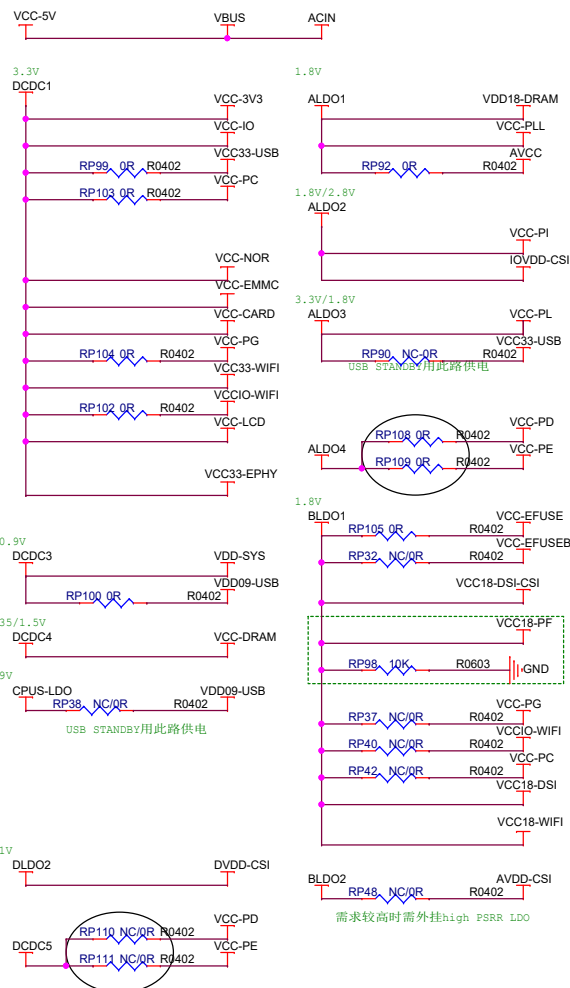 VCC-5V VBUS ACIN
3.3V
DCDC1
VCC-3V3
VCC-IO
VCC33-USB
RP99 0R R0402
VCC-PC
RP103 0R R0402
VCC-NOR
VCC-EMMC
VCC-CARD
VCC-PG
RP104 0R R0402
VCC33-WIFI
VCCIO-WIFI
RP102 0R R0402
VCC-LCD
VCC33-EPHY
0.9V
DCDC3 VDD-SYS
VDD09-USB
RP100 0R R0402
35/1.5V
DCDC4 VCC-DRAM
9V
CPUS-LDO VDD09-USB
RP38 NC/0R R0402
USB STANDBY用此路供电
1V
DLDO2 DVDD-CSI
VCC-PD
RP110 NC/0R R0402
DCDC5 VCC-PE
RP111 NC/0R R0402
1.8V
ALDO1 VDD18-DRAM
VCC-PLL
AVCC
RP92 0R R0402
1.8V/2.8V
ALDO2
VCC-PI
IOVDD-CSI
3.3V/1.8V
ALDO3 VCC-PL
VCC33-USB
RP90 NC-0R R0402
USB STANDBY用此路供电
VCC-PD
RP108 0R R0402
ALDO4 VCC-PE
RP109 0R R0402
1.8V
BLDO1 VCC-EFUSE
RP105 0R R0402
VCC-EFUSEB
RP32 NC/0R R0402
VCC18-DSI-CSI
VCC18-PF
RP98 10K R0603 GND
VCC-PG
RP37 NC/0R R0402
VCCIO-WIFI
RP40 NC/0R R0402
VCC-PC
RP42 NC/0R R0402
VCC18-DSI
VCC18-WIFI
BLDO2 AVDD-CSI
RP48 NC/0R R0402
需求较高时需外挂high PSRR LDO